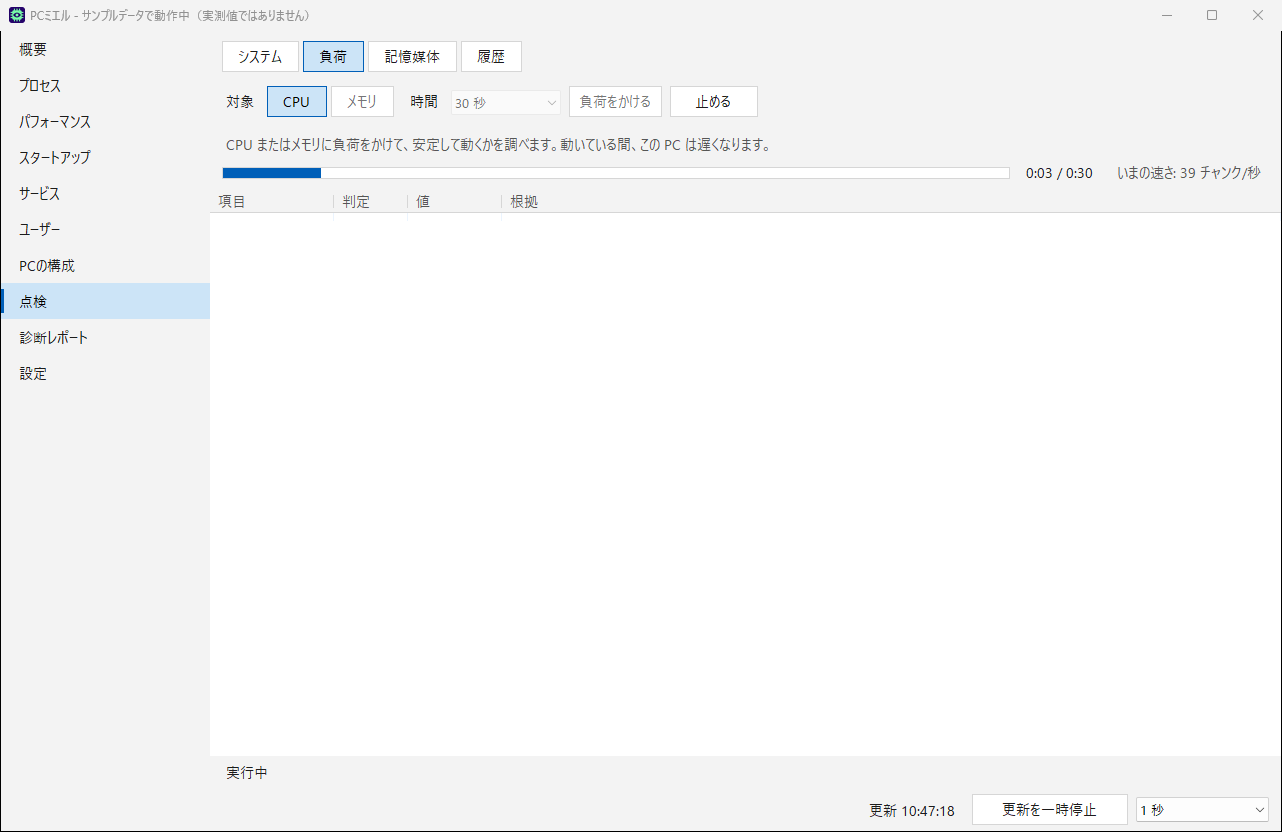 PCミエル - サンプルデータで動作中（実測値ではありません）
概要
プロセス
パフォーマンス
スタートアップ
サービス
ユーザー
PCの構成
点検
診断レポート
設定
システム 負荷 記憶媒体 履歴
対象 CPU メモリ 時間 30 秒 負荷をかける 止める
CPU またはメモリに負荷をかけて、安定して動くかを調べます。動いている間、この PC は遅くなります。
0:03 / 0:30 いまの速さ: 39 チャンク/秒
項目 判定 値 根拠
実行中
更新 10:47:18 更新を一時停止 1 秒